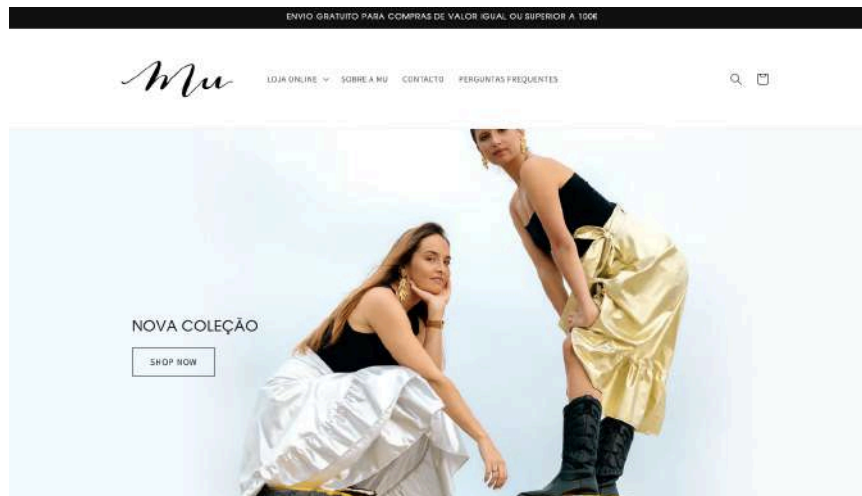 ENVIO GRATUITO PARA COMPRAS DE VALOR IGUAL OU SUPERIOR A 100€
Mu
LOJA ONLINE SOBRE A MU CONTACTO PERGUNTAS FREQUENTES
NOVA COLEÇÃO
SHOP NOW